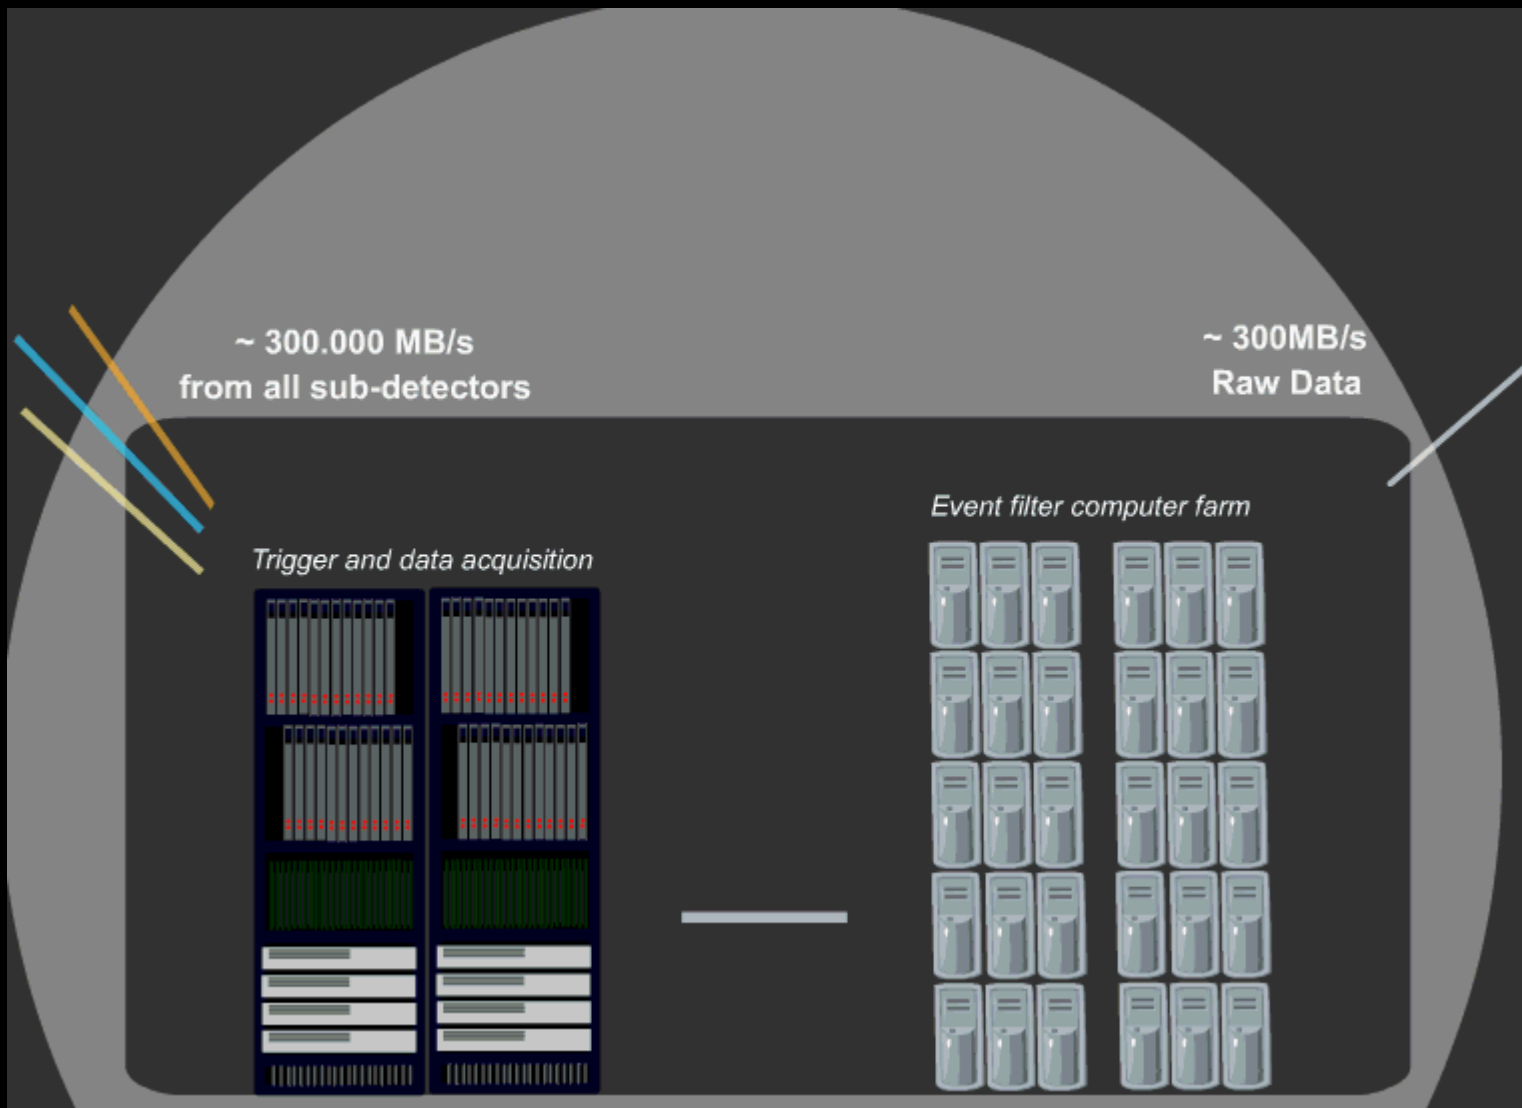 ~ 300.000 MB/s
from all sub-detectors
~ 300MB/s
Raw Data
Event filter computer farm
Trigger and data acquisition